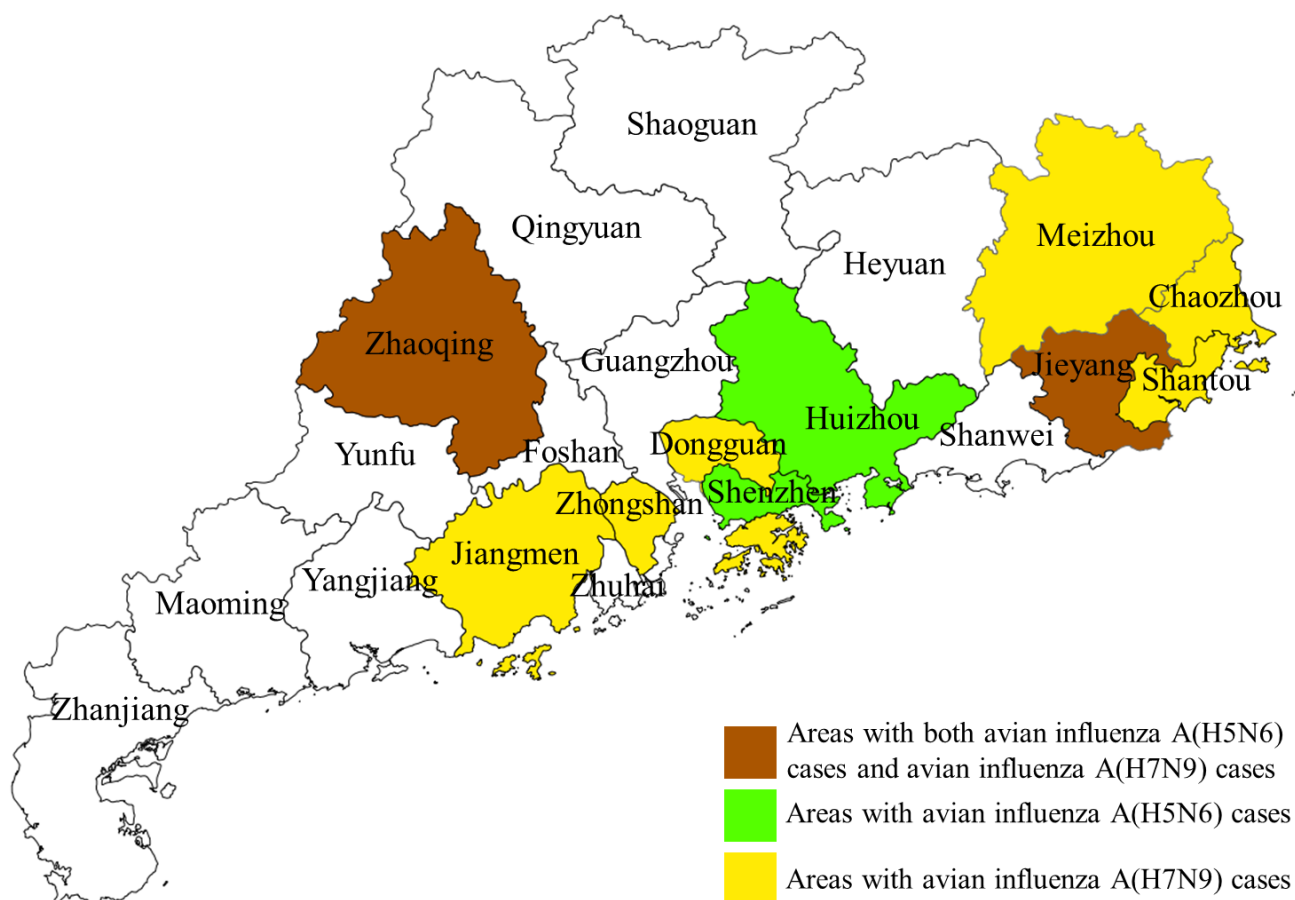 Shaoguan
Qingyuan
Meizhou
Heyuan
Chaozhou
Zhaoqing
Guangzhou
Jieyang
Shantou
Huizhou
Shanwei
Dongguan
Yunfu
Foshan
Shenzhen
Zhongshan
Jiangmen
Yangjiang
Zhuhai
Maoming
Zhanjiang
Areas with both avian influenza A(H5N6)
cases and avian influenza A(H7N9) cases
Areas with avian influenza A(H5N6) cases
Areas with avian influenza A(H7N9) cases